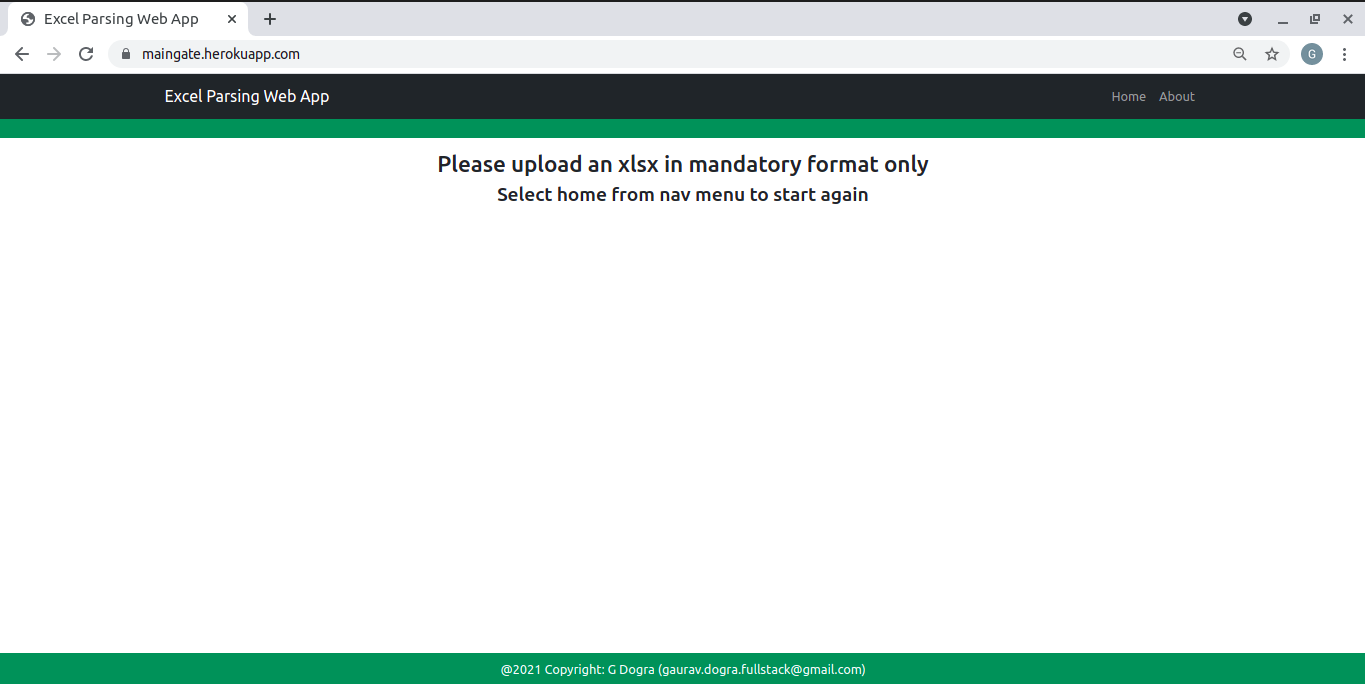 Excel Parsing Web App
maingate.herokuapp.com
G
Excel Parsing Web App
Home About
Please upload an xlsx in mandatory format only
Select home from nav menu to start again
@2021 Copyright: G Dogra (gaurav.dogra.fullstack@gmail.com)